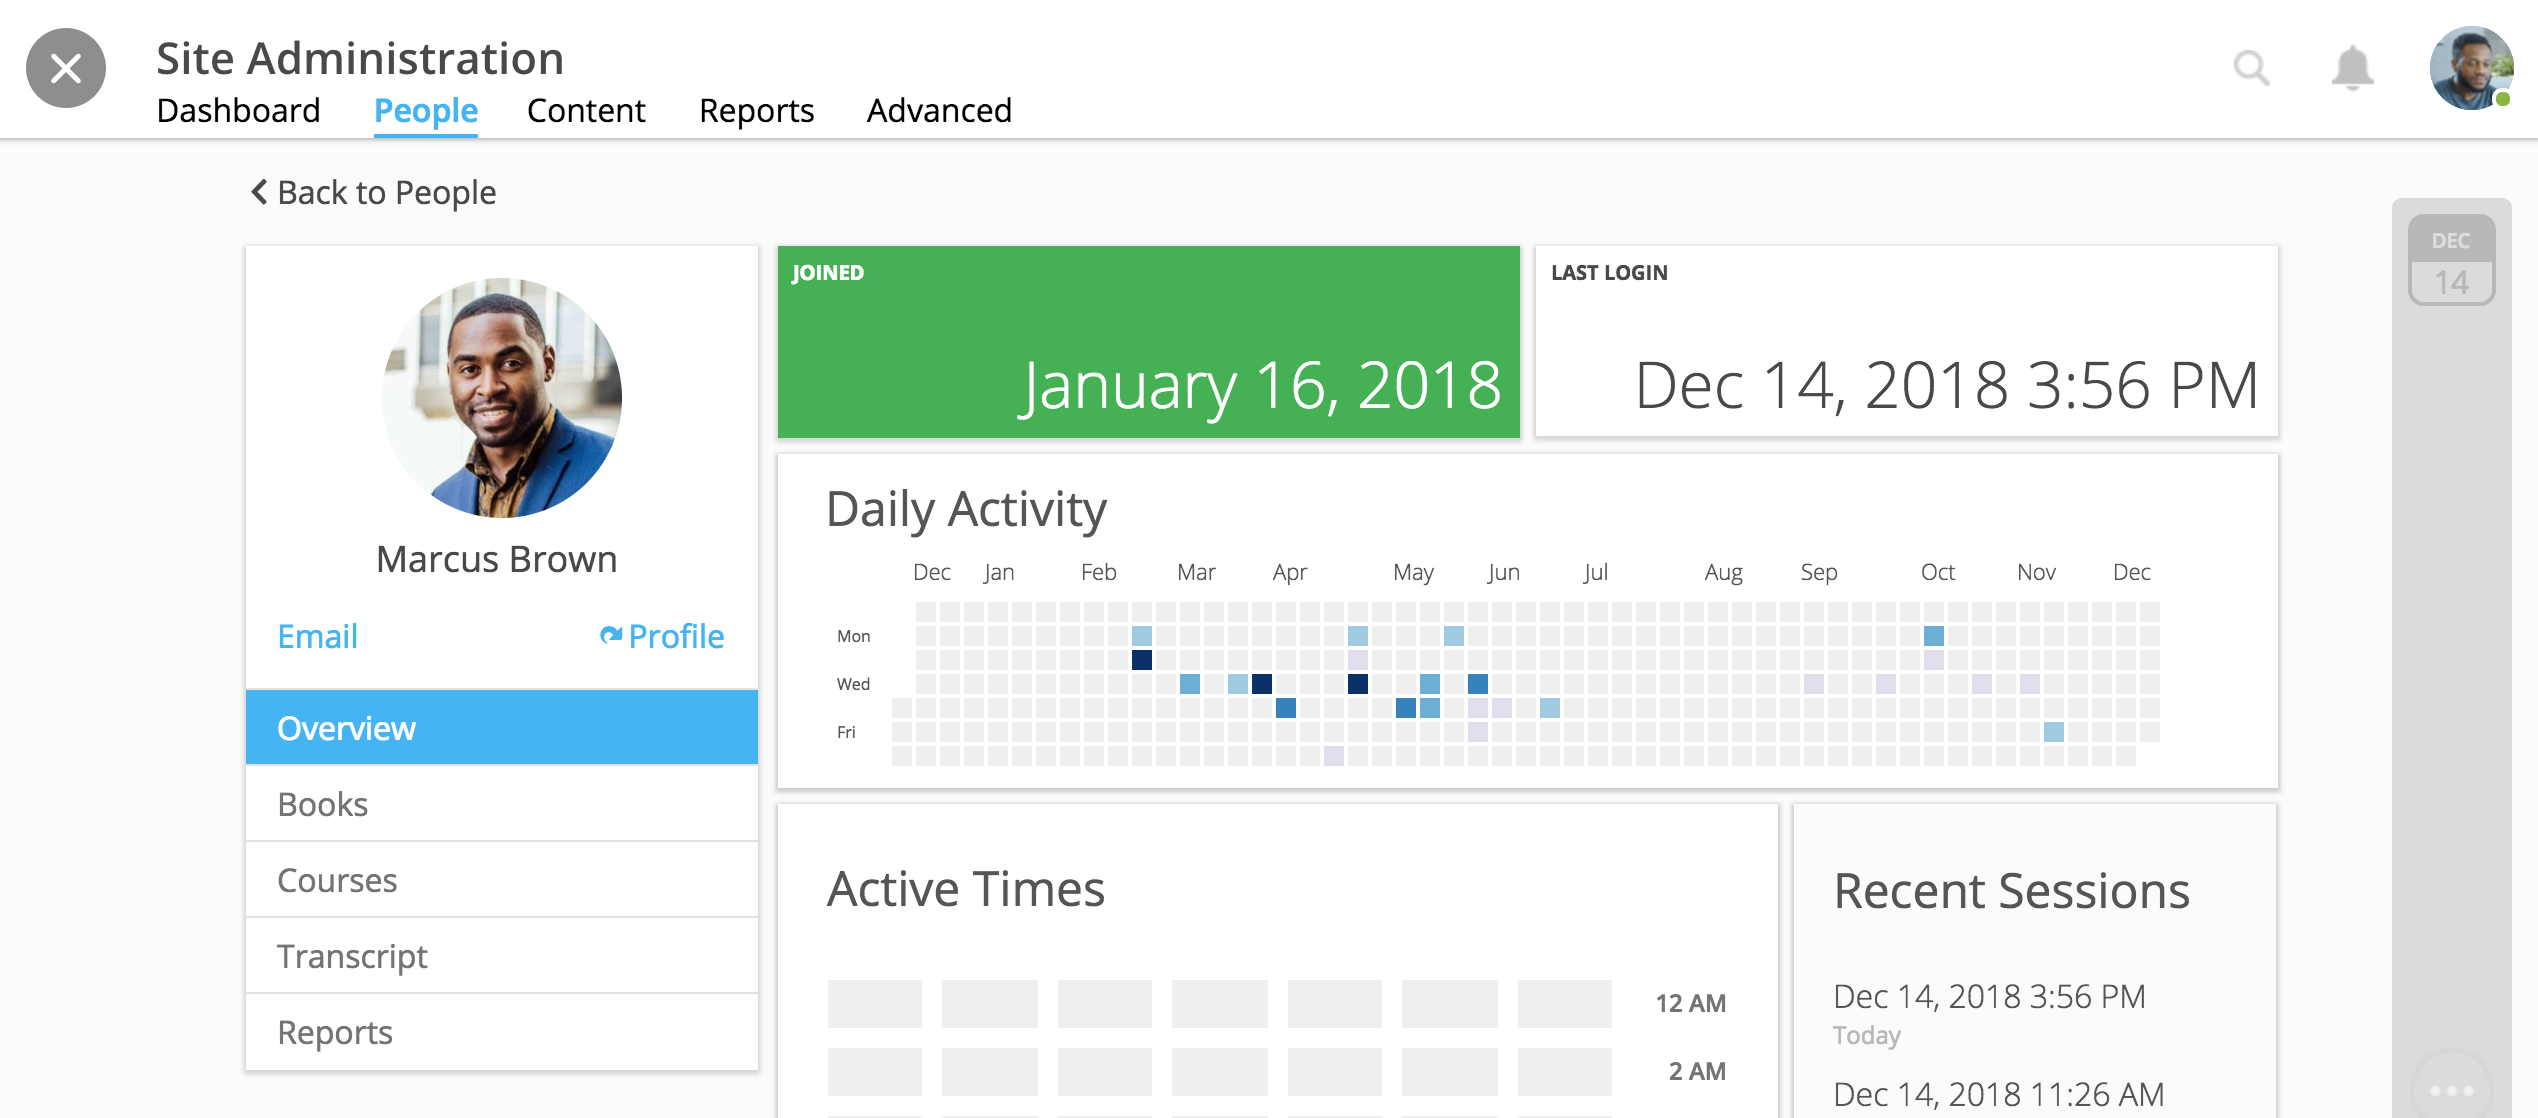 Site Administration
Dashboard People Content Reports Advanced
Back to People
DEC
14
Marcus Brown
Email Profile
Overview
Books
Courses
Transcript
Reports
JOINED
January 16, 2018
LAST LOGIN
Dec 14, 2018 3:56 PM
Daily Activity
Dec Jan Feb Mar Apr May Jun Jul Aug Sep Oct Nov Dec
Mon
Wed
Fri
Active Times
12 AM
2 AM
Recent Sessions
Dec 14, 2018 3:56 PM
Today
Dec 14, 2018 11:26 AM